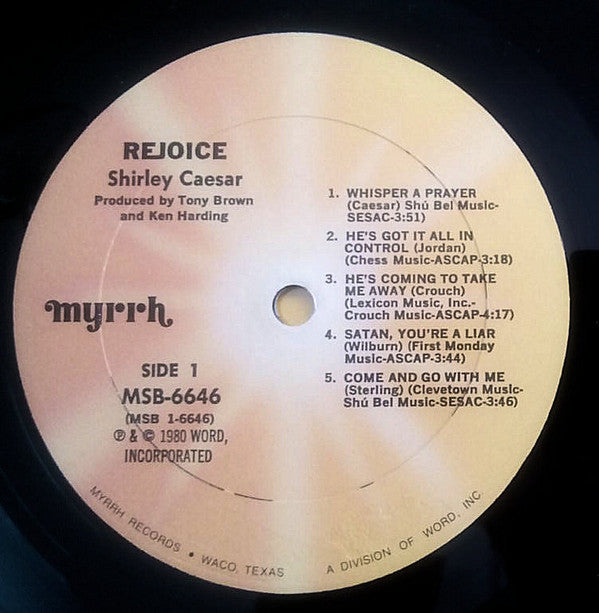 REJOICE
Shirley Caesar
Produced by Tony Brown
and Ken Harding
myrrh
SIDE 1
MSB-6646
(MSB 1-6646)
℗ & © 1980 WORD,
INCORPORATED
1. WHISPER A PRAYER
(Caesar) Shú Bel Music-
SESAC-3:51)
2. HE'S GOT IT ALL IN
CONTROL (Jordan)
(Chess Music-ASCAP-3:18)
3. HE'S COMING TO TAKE
ME AWAY (Crouch)
(Lexicon Music, Inc.-
Crouch Music-ASCAP-4:17)
4. SATAN, YOU'RE A LIAR
(Wilburn) (First Monday
Music-ASCAP-3:44)
5. COME AND GO WITH ME
(Sterling) (Clevetown Music-
Shú Bel Music-SESAC-3:46)
MYRRH RECORDS • WACO, TEXAS A DIVISION OF WORD, INC.